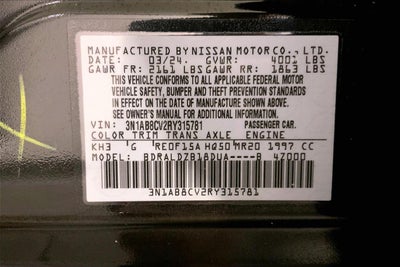 MANUFACTURED BY NISSAN MOTOR CO., LTD.
DATE: 03/24. GVWR: 4001 LBS
GAWR FR: 2161 LBS GAWR RR: 1863 LBS
THIS VEHICLE CONFORMS TO ALL
APPLICABLE FEDERAL MOTOR VEHICLE
SAFETY, BUMPER AND THEFT PREVENTION
STANDARDS IN EFFECT ON THE DATE
OF MANUFACTURE SHOWN ABOVE.
SEE OWNER'S MANUAL FOR ADDITIONAL INFORMATION
VIN: 3N1AB8CV2RY315781 PASSENGER CAR.
COLOR TRIM TRANS AXLE ENGINE
KH3 G RE0F15A HQ50 MR20 1997 CC
MODEL: BDRALDZB18DUA----B 47000
3N1AB8CV2RY315781